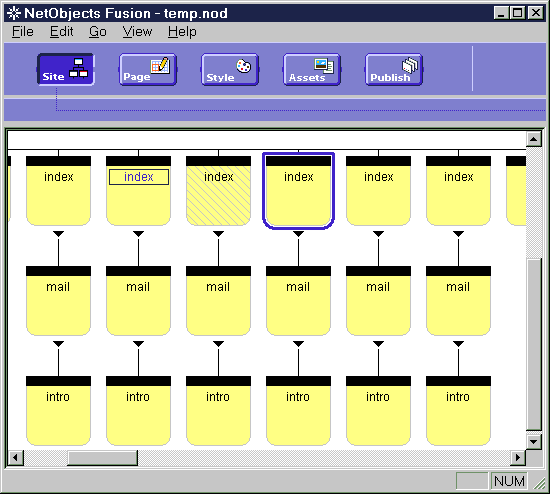 NetObjects Fusion - temp.nod
File Edit Go View Help
Site Page Style Assets Publish
index index index index index index
mail mail mail mail mail mail
intro intro intro intro intro intro
NUM